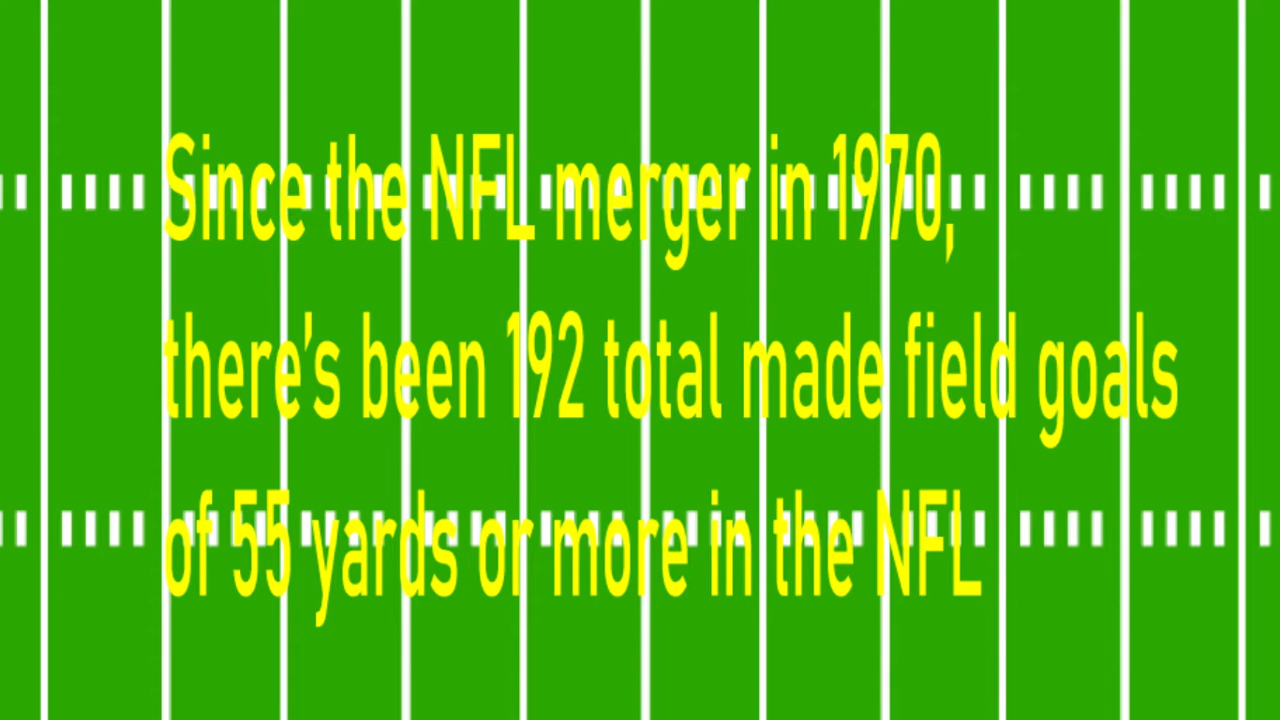 Since the NFL merger in 1970,
there's been 192 total made field goals
of 55 yards or more in the NFL